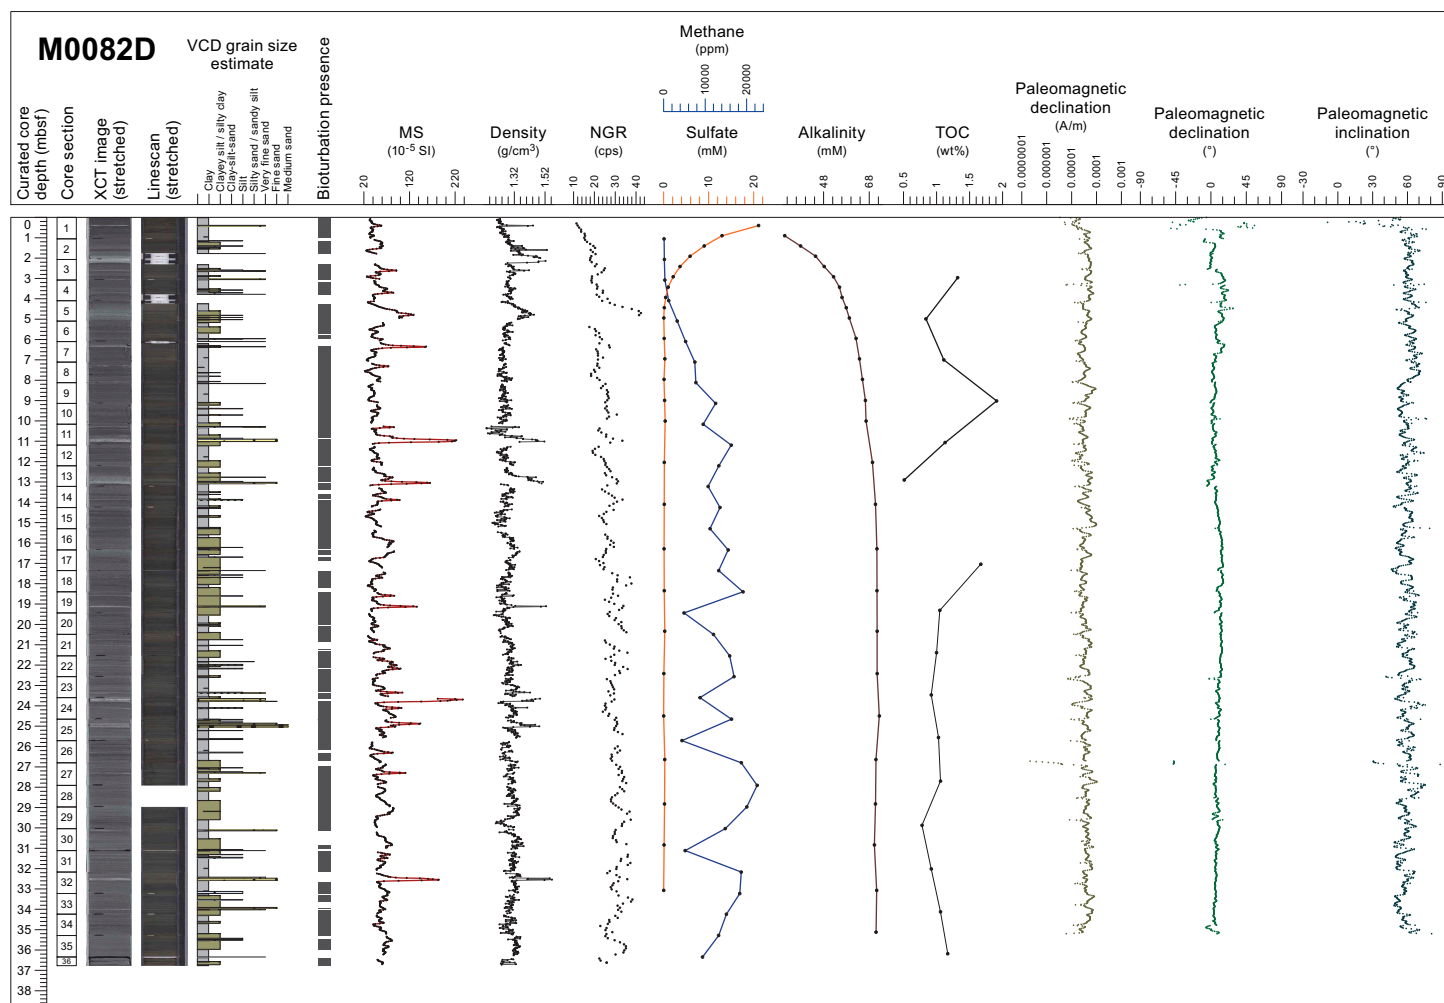 M0082D
VCD grain size
estimate
Curated core
depth (mbsf)
Core section
XCT image
(stretched)
Linescan
(stretched)
Clay
Clayey silt / silty clay
Clay-silt-sand
Silt
Silty sand / sandy silt
Very fine sand
Fine sand
Medium sand
Bioturbation presence
MS
(10-5 SI)
20
120
220
Density
(g/cm3)
1.32
1.52
NGR
(cps)
10
20
30
40
Methane
(ppm)
0
10000
20000
Sulfate
(mM)
0
10
20
Alkalinity
(mM)
48
68
TOC
(wt%)
0.5
1
1.5
2
Paleomagnetic
declination
(A/m)
0.00000001
0.000001
0.00001
0.0001
0.001
Paleomagnetic
declination
(°)
-90
-45
0
45
90
Paleomagnetic
inclination
(°)
-30
0
30
60
90
0
1
2
3
4
5
6
7
8
9
10
11
12
13
14
15
16
17
18
19
20
21
22
23
24
25
26
27
28
29
30
31
32
33
34
35
36
37
38
1
2
3
4
5
6
7
8
9
10
11
12
13
14
15
16
17
18
19
20
21
22
23
24
25
26
27
28
29
30
31
32
33
34
35
36